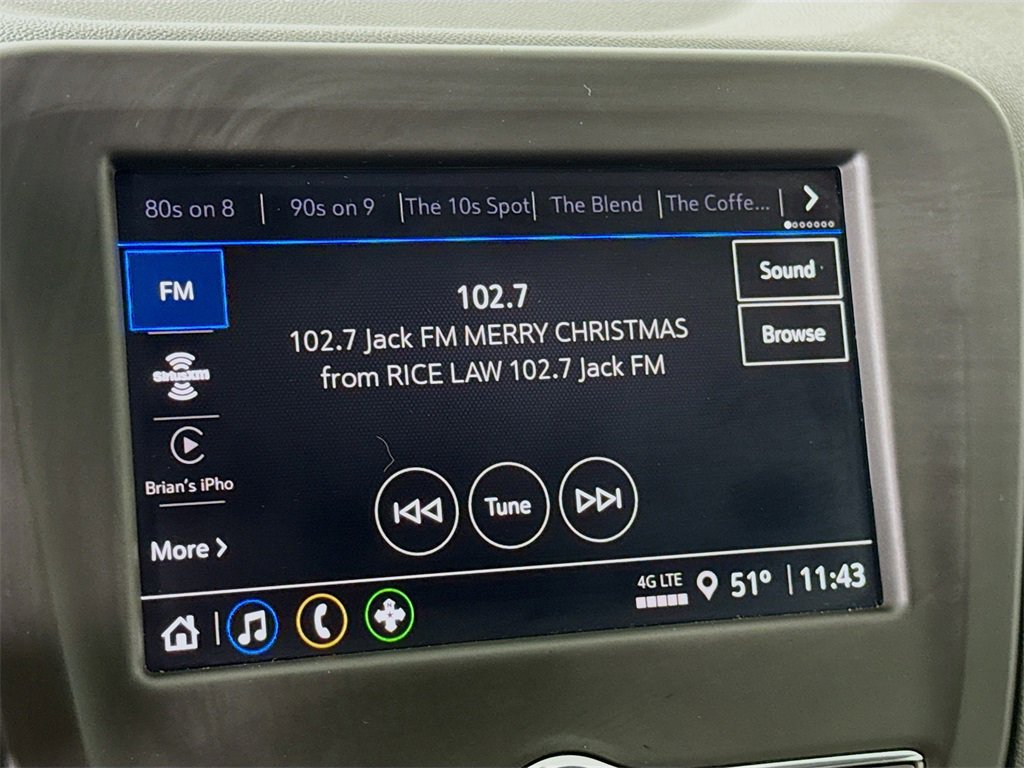 80s on 8 | 90s on 9 | The 10s Spot | The Blend | The Coffe...
FM
Sound
102.7
102.7 Jack FM MERRY CHRISTMAS
from RICE LAW 102.7 Jack FM
Browse
SiriusXM
Brian's iPho
Tune
More
4G LTE 51° 11:43